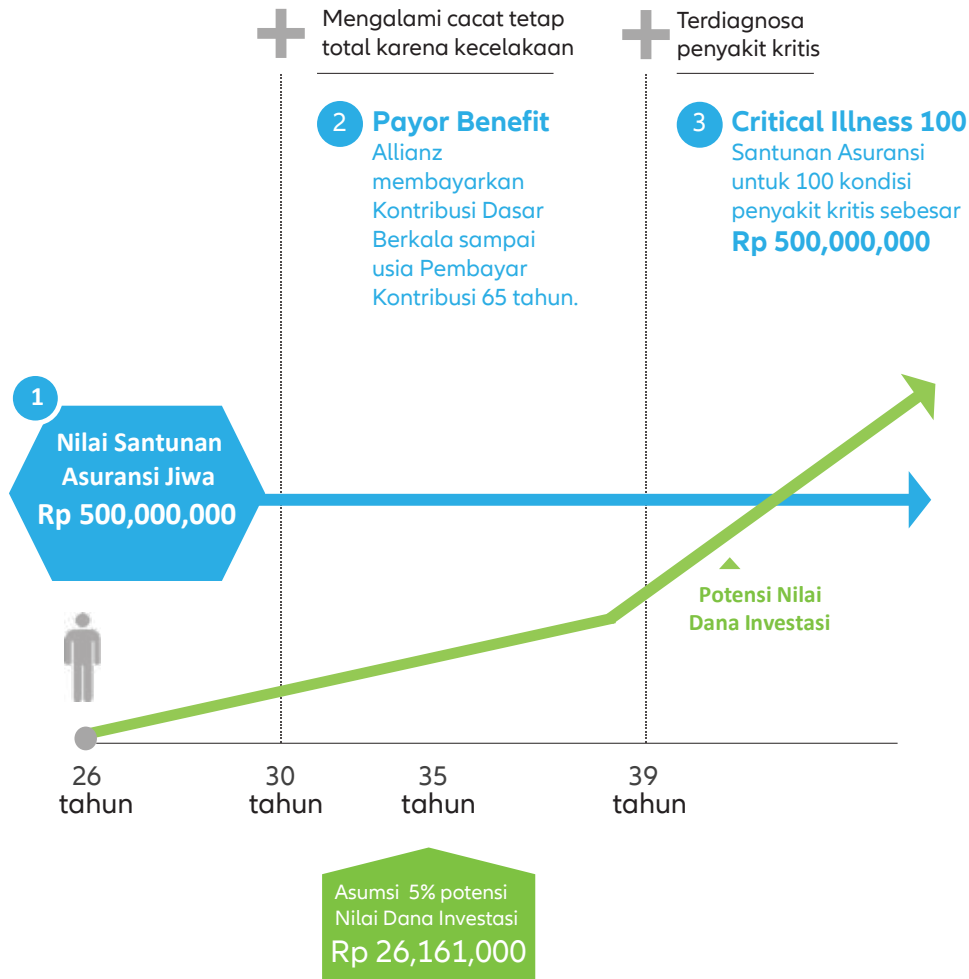 Mengalami cacat tetap
total karena kecelakaan
Terdiagnosa
penyakit kritis
2
Payor Benefit
Allianz
membayarkan
Kontribusi Dasar
Berkala sampai
usia Pembayar
Kontribusi 65 tahun.
3
Critical Illness 100
Santunan Asuransi
untuk 100 kondisi
penyakit kritis sebesar
Rp 500,000,000
1
Nilai Santunan
Asuransi Jiwa
Rp 500,000,000
Potensi Nilai
Dana Investasi
26
tahun
30
tahun
35
tahun
39
tahun
Asumsi 5% potensi
Nilai Dana Investasi
Rp 26,161,000